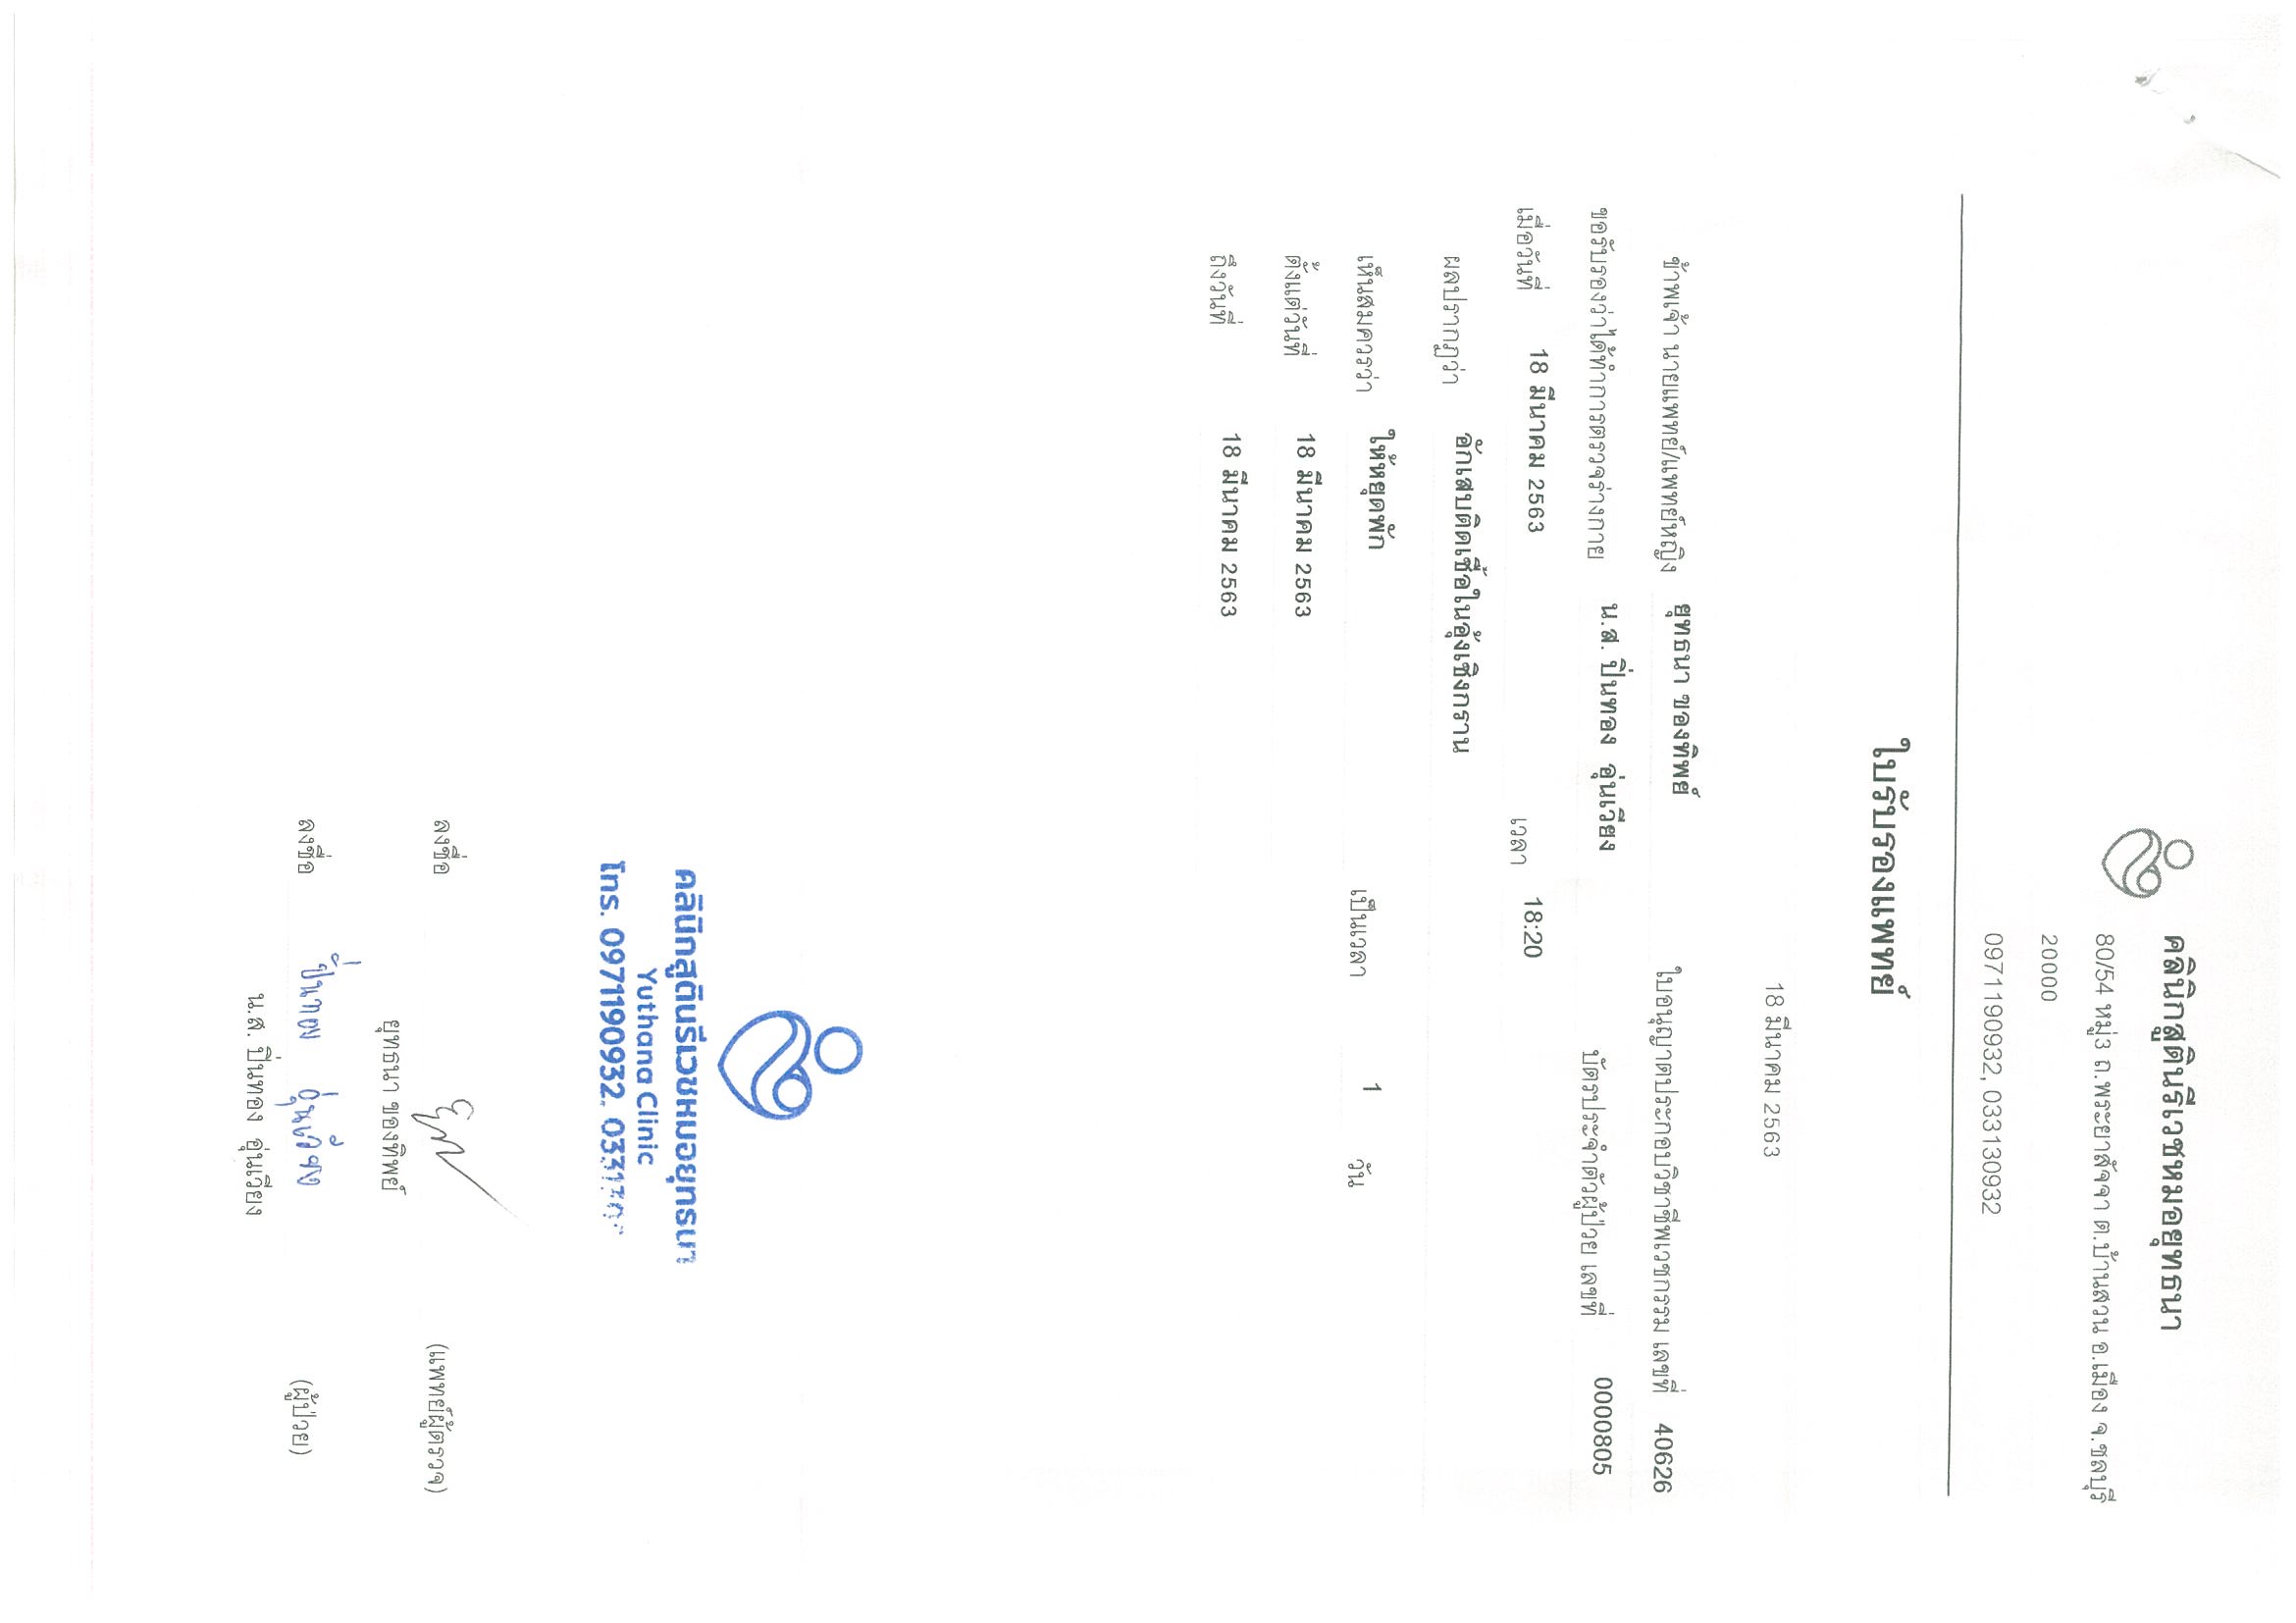 คลินิกสูตินรีเวชหมอยุทธนา
80/54 หมู่3 ถ.พระยาสัจจา ต.บ้านสวน อ.เมือง จ.ชลบุรี
20000
0971190932, 033130932
ใบรับรองแพทย์
18 มีนาคม 2563
ข้าพเจ้า นายแพทย์/แพทย์หญิง ยุทธนา ของทิพย์ ใบอนุญาตประกอบวิชาชีพเวชกรรม เลขที่ 40626
ขอรับรองว่าได้ทำการตรวจร่างกาย น.ส. ปิ่นทอง อุ่นเวียง บัตรประจำตัวผู้ป่วย เลขที่ 0000805
เมื่อวันที่ 18 มีนาคม 2563 เวลา 18:20
ผลปรากฏว่า อักเสบติดเชื้อในอุ้งเชิงกราน
เห็นสมควรว่า ให้หยุดพัก เป็นเวลา 1 วัน
ตั้งแต่วันที่ 18 มีนาคม 2563
ถึงวันที่ 18 มีนาคม 2563
คลินิกสูตินรีเวชหมอยุทธนา
Yuthana Clinic
โทร. 0971190932,
ลงชื่อ (แพทย์ผู้ตรวจ)
ยุทธนา ของทิพย์
ลงชื่อ ปิ่นทอง อุ่นเวียง (ผู้ป่วย)
น.ส. ปิ่นทอง อุ่นเวียง